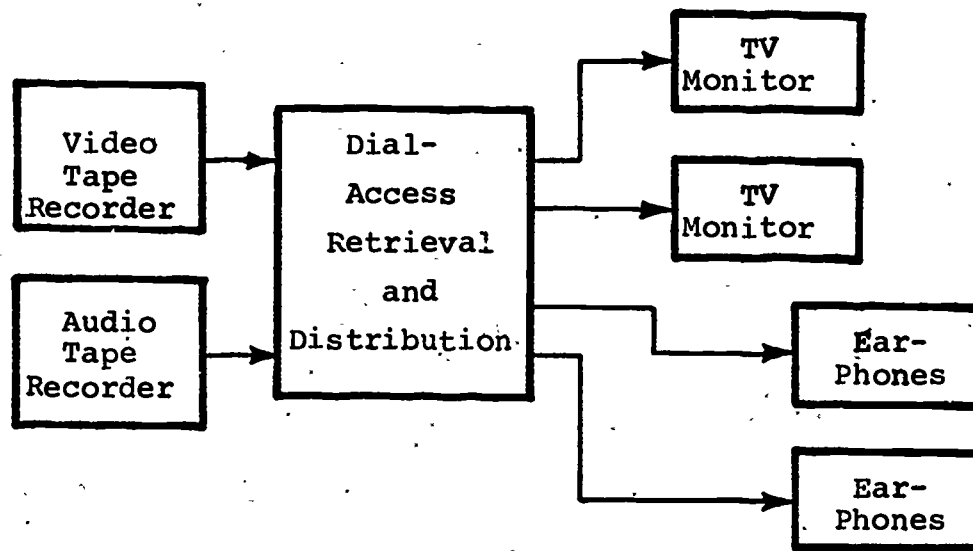 Video
Tape
Recorder
Audio
Tape
Recorder
Dial-
Access
Retrieval
and
Distribution
TV
Monitor
TV
Monitor
Ear-
Phones
Ear-
Phones